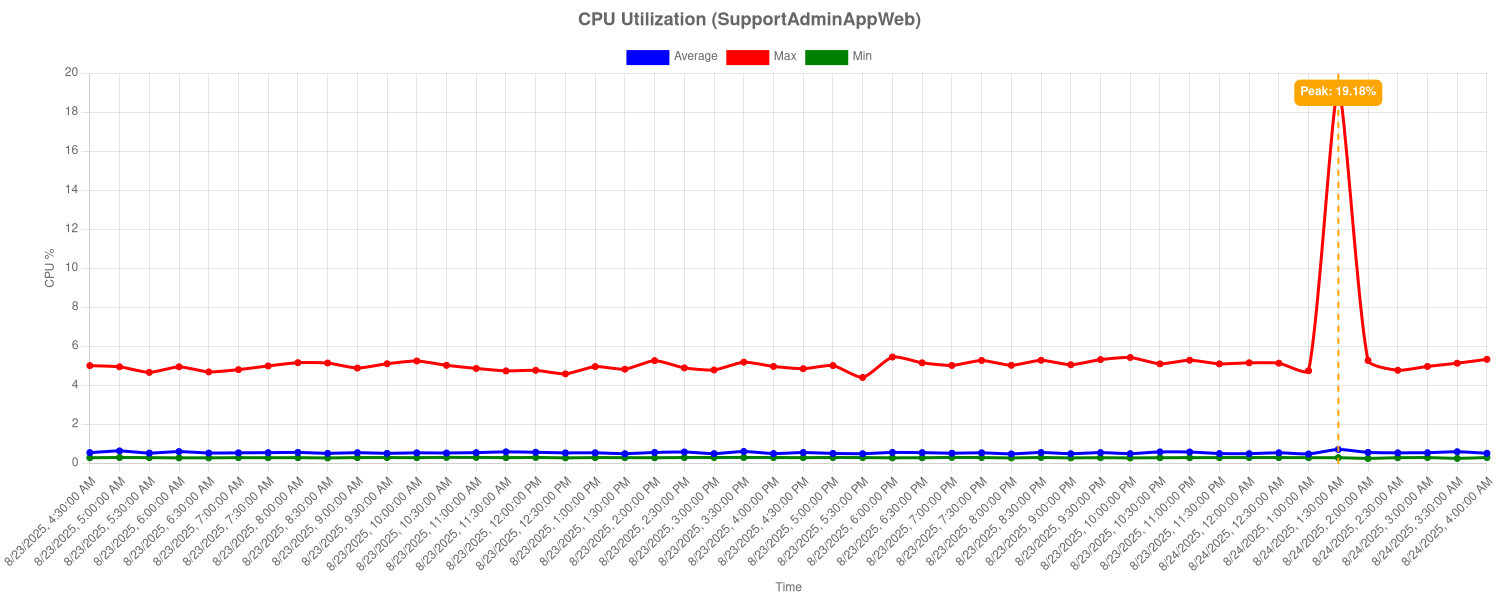 CPU Utilization (SupportAdminAppWeb)
Average Max Min
Peak: 19.18%
20
18
16
14
12
10
8
6
4
2
0
CPU %
8/23/2025, 4:30:00 AM
8/23/2025, 5:00:00 AM
8/23/2025, 5:30:00 AM
8/23/2025, 6:00:00 AM
8/23/2025, 6:30:00 AM
8/23/2025, 7:00:00 AM
8/23/2025, 7:30:00 AM
8/23/2025, 8:00:00 AM
8/23/2025, 8:30:00 AM
8/23/2025, 9:00:00 AM
8/23/2025, 9:30:00 AM
8/23/2025, 10:00:00 AM
8/23/2025, 10:30:00 AM
8/23/2025, 11:00:00 AM
8/23/2025, 11:30:00 AM
8/23/2025, 12:00:00 PM
8/23/2025, 12:30:00 PM
8/23/2025, 1:00:00 PM
8/23/2025, 1:30:00 PM
8/23/2025, 2:00:00 PM
8/23/2025, 2:30:00 PM
8/23/2025, 3:00:00 PM
8/23/2025, 3:30:00 PM
8/23/2025, 4:00:00 PM
8/23/2025, 4:30:00 PM
8/23/2025, 5:00:00 PM
8/23/2025, 5:30:00 PM
8/23/2025, 6:00:00 PM
8/23/2025, 6:30:00 PM
8/23/2025, 7:00:00 PM
8/23/2025, 7:30:00 PM
8/23/2025, 8:00:00 PM
8/23/2025, 8:30:00 PM
8/23/2025, 9:00:00 PM
8/23/2025, 9:30:00 PM
8/23/2025, 10:00:00 PM
8/23/2025, 10:30:00 PM
8/23/2025, 11:00:00 PM
8/23/2025, 11:30:00 PM
8/24/2025, 12:00:00 AM
8/24/2025, 12:30:00 AM
8/24/2025, 1:00:00 AM
8/24/2025, 1:30:00 AM
8/24/2025, 2:00:00 AM
8/24/2025, 2:30:00 AM
8/24/2025, 3:00:00 AM
8/24/2025, 3:30:00 AM
8/24/2025, 4:00:00 AM
Time